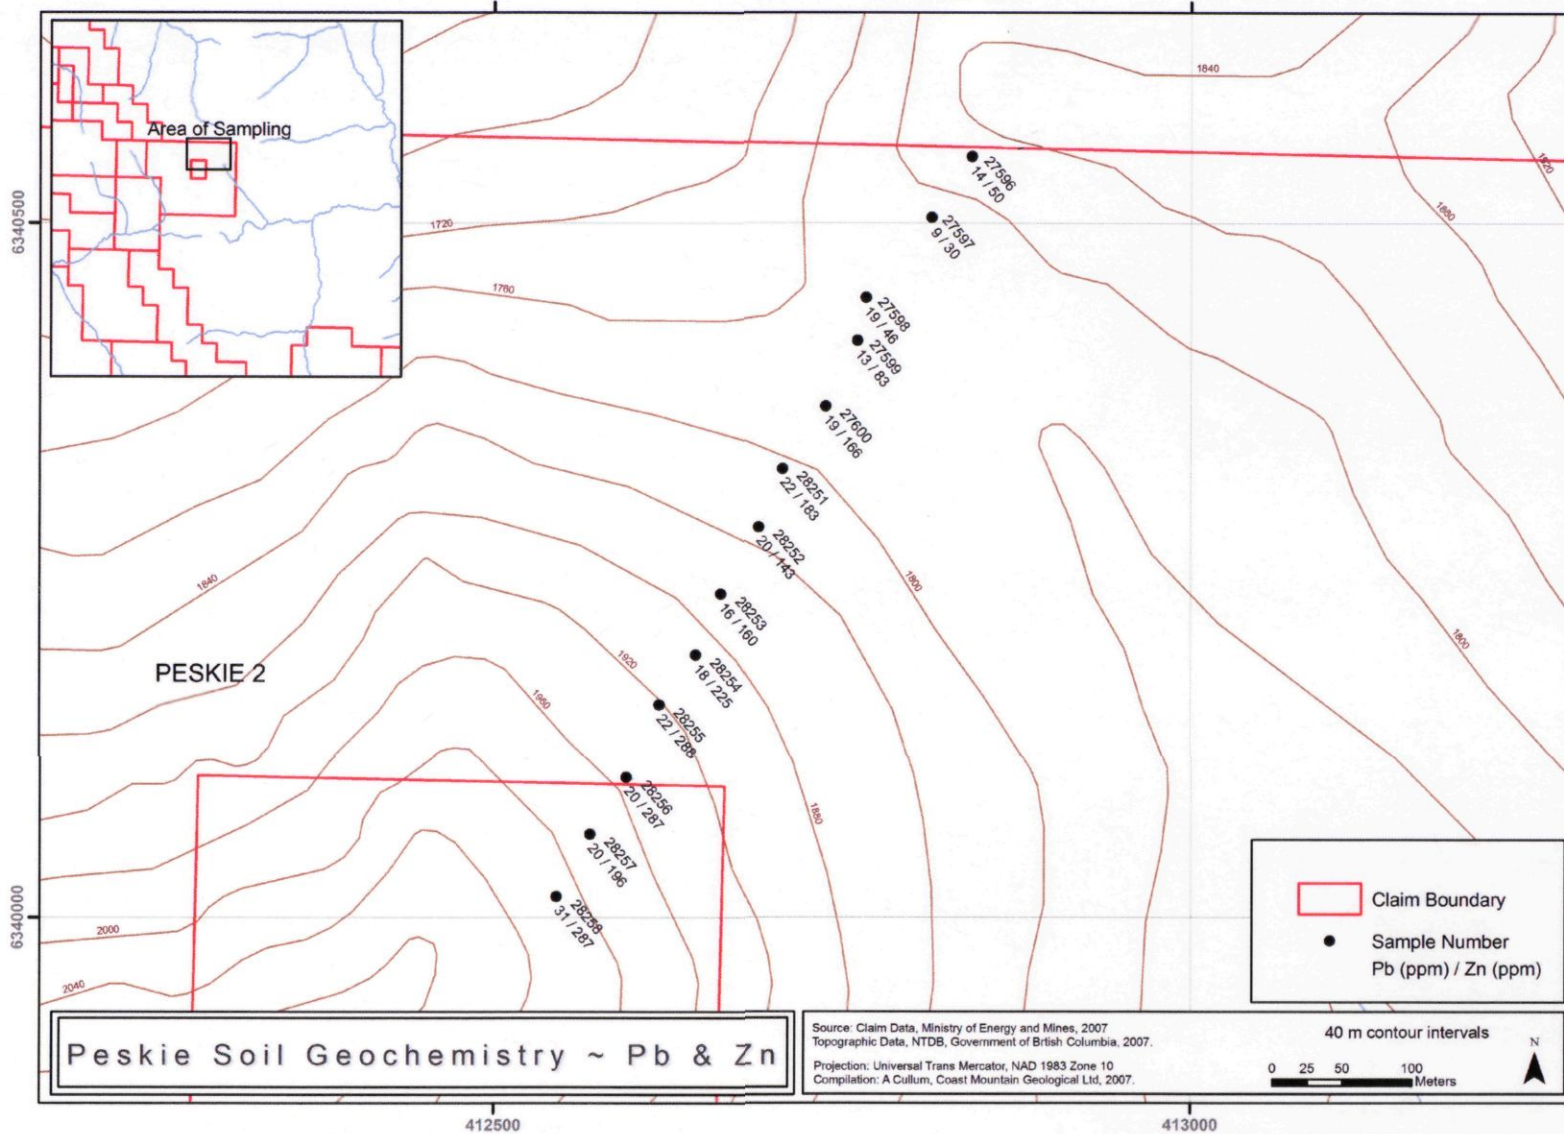 Area of Sampling
1840
1920
1880
27596
14 / 50
6340500
1720
27597
9 / 30
1760
27598
19 / 46
27599
13 / 83
27600
19 / 166
28251
22 / 183
28252
20 / 143
1840
1800
28253
16 / 160
1800
PESKIE 2
1920
28254
18 / 225
1960
28255
22 / 288
28256
20 / 287
1880
28257
20 / 196
28258
31 / 287
6340000
2000
2040
Claim Boundary
Sample Number
Pb (ppm) / Zn (ppm)
Peskie Soil Geochemistry ~ Pb & Zn
Source: Claim Data, Ministry of Energy and Mines, 2007
Topographic Data, NTDB, Government of Brtish Columbia, 2007.
Projection: Universal Trans Mercator, NAD 1983 Zone 10
Compilation: A Cullum, Coast Mountain Geological Ltd, 2007.
40 m contour intervals
N
0 25 50 100
Meters
412500
413000